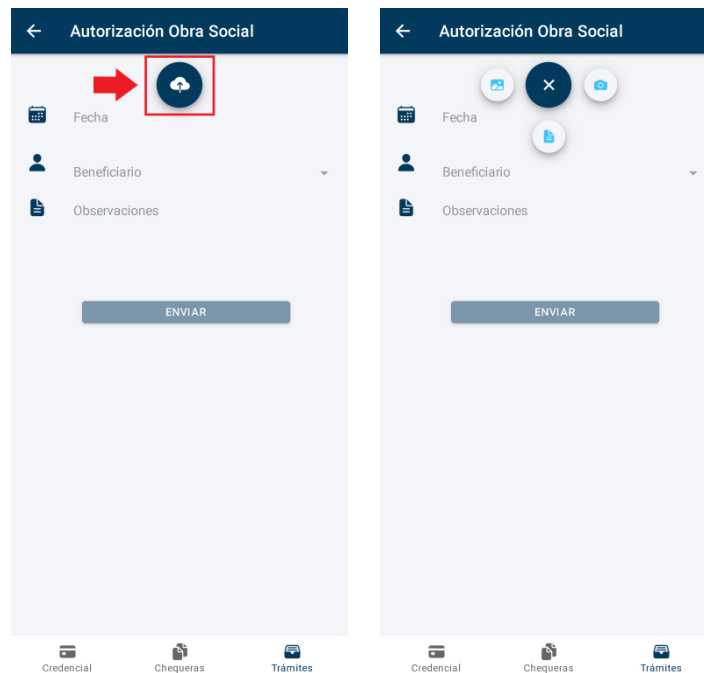 Autorización Obra Social
Fecha
Beneficiario
Observaciones
ENVIAR
Credencial
Chequeras
Trámites
Autorización Obra Social
Fecha
Beneficiario
Observaciones
ENVIAR
Credencial
Chequeras
Trámites